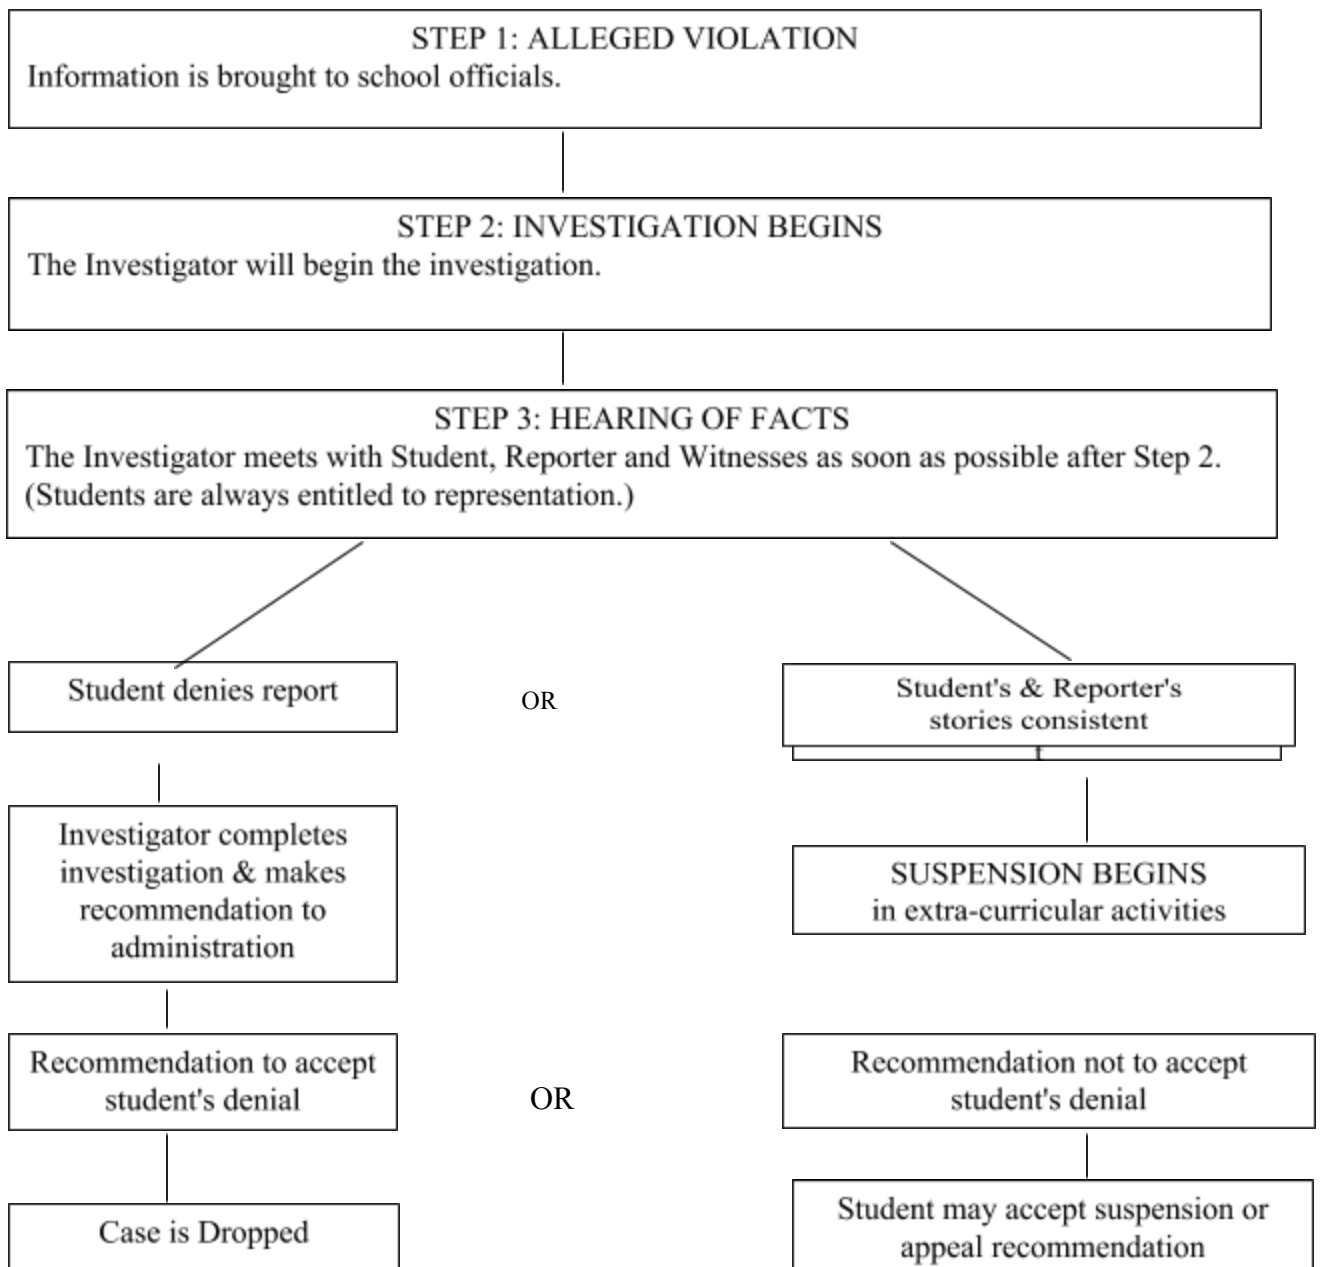 STEP 1: ALLEGED VIOLATION
Information is brought to school officials.
STEP 2: INVESTIGATION BEGINS
The Investigator will begin the investigation.
STEP 3: HEARING OF FACTS
The Investigator meets with Student, Reporter and Witnesses as soon as possible after Step 2.
(Students are always entitled to representation.)
Student denies report
OR
Student's & Reporter's
stories consistent
t
Investigator completes
investigation & makes
recommendation to
administration
SUSPENSION BEGINS
in extra-curricular activities
Recommendation to accept
student's denial
OR
Recommendation not to accept
student's denial
Case is Dropped
Student may accept suspension or
appeal recommendation